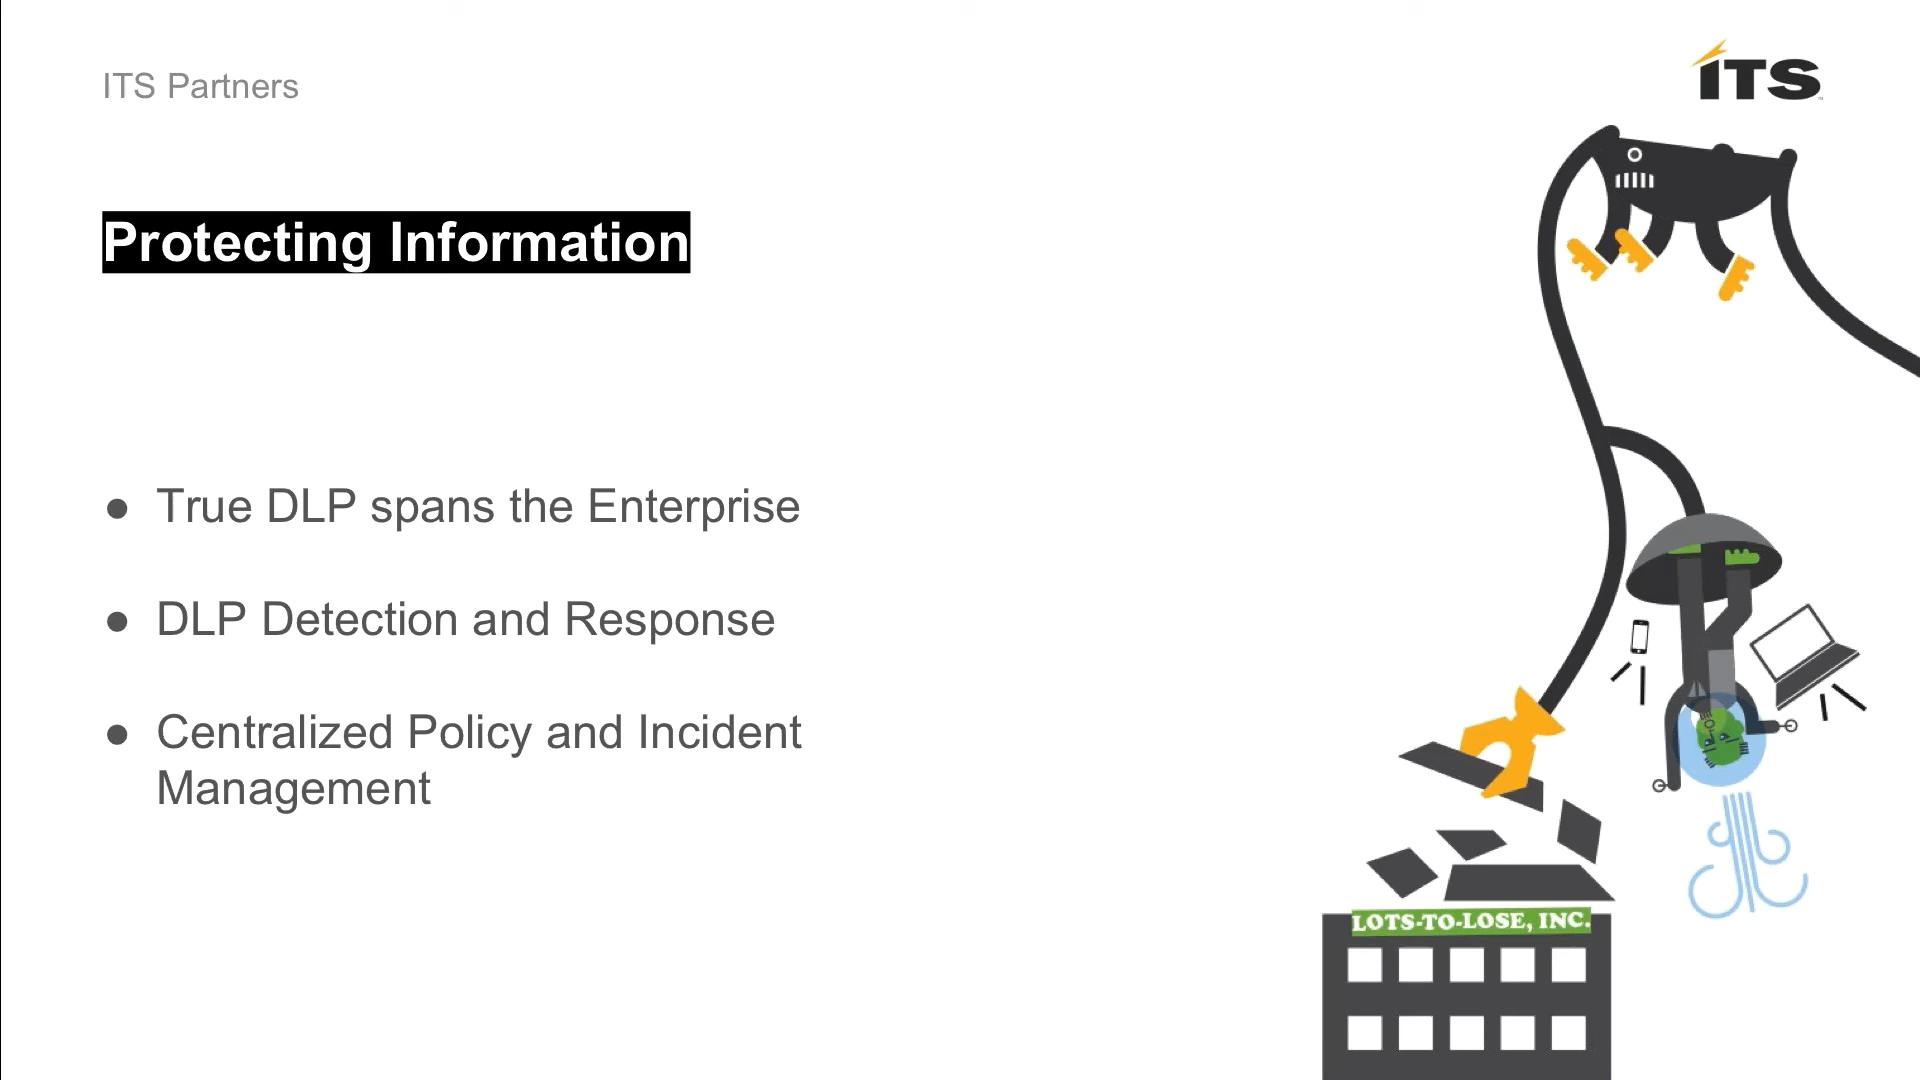 ITS Partners
ITS
Protecting Information
● True DLP spans the Enterprise
● DLP Detection and Response
● Centralized Policy and Incident
Management
LOTS-TO-LOSE, INC.